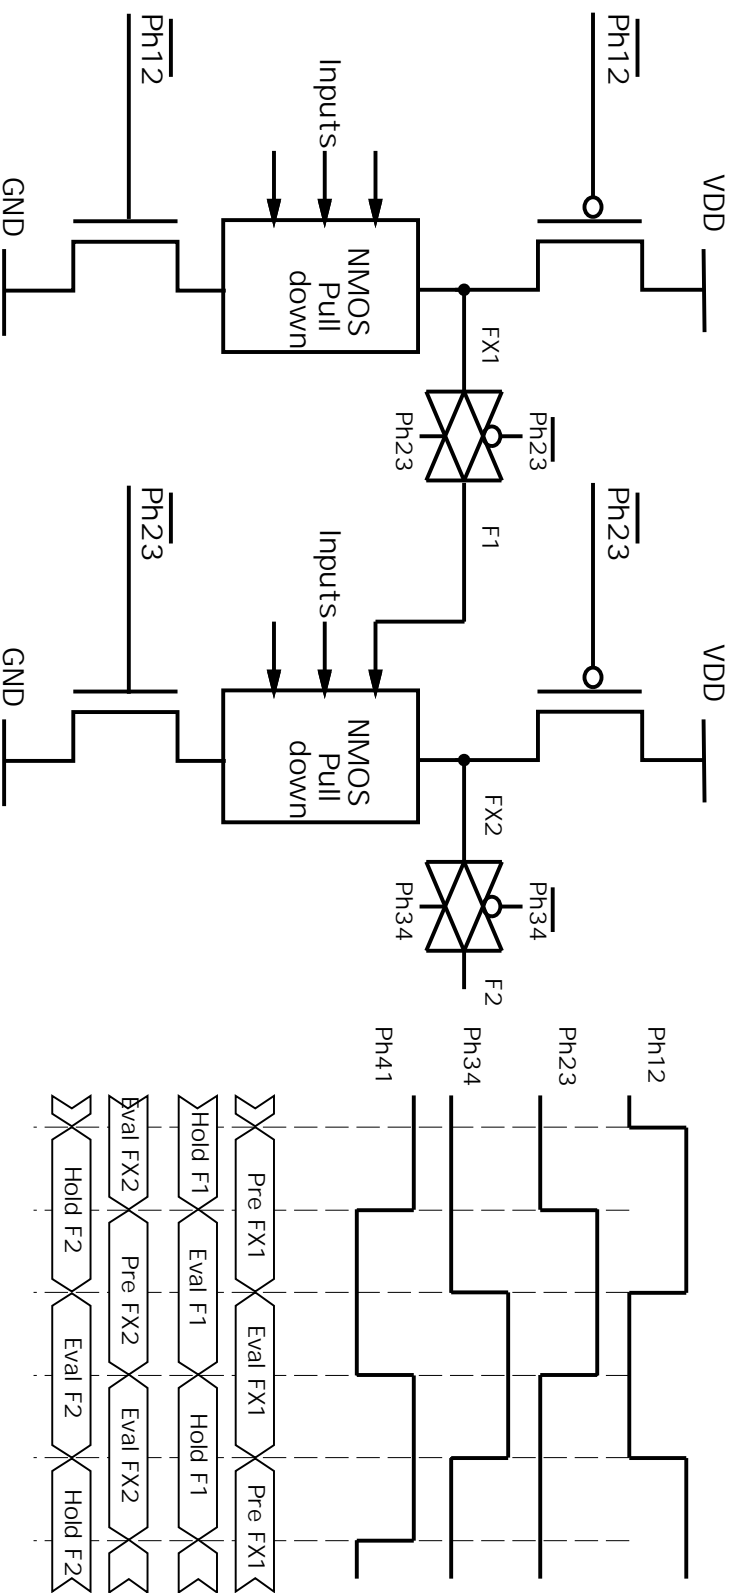 VDD
Ph12
FX1
Ph23
Ph23
F1
Inputs
NMOS
Pull
down
Ph12
GND
VDD
Ph23
FX2
Ph34
Ph34
F2
Inputs
NMOS
Pull
down
Ph23
GND
Ph12
Ph23
Ph34
Ph41
Pre FX1 Eval FX1 Pre FX1
Hold F1 Eval F1 Hold F1
Eval FX2 Pre FX2 Eval FX2
Hold F2 Eval F2 Hold F2